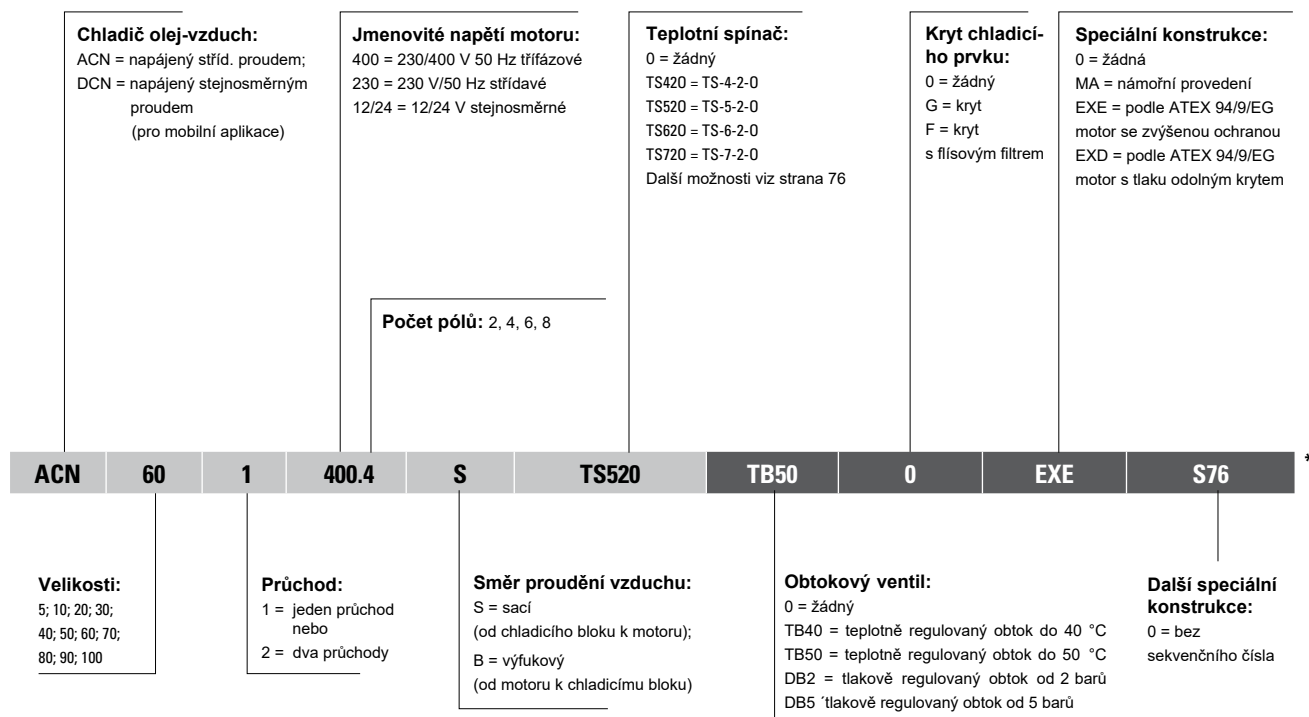 Chladič olej-vzduch:
ACN = napájený stříd. proudem;
DCN = napájený stejnosměrným
proudem
(pro mobilní aplikace)
Jmenovité napětí motoru:
400 = 230/400 V 50 Hz třífázové
230 = 230 V/50 Hz střídavé
12/24 = 12/24 V stejnosměrné
Teplotní spínač:
0 = žádný
TS420 = TS-4-2-0
TS520 = TS-5-2-0
TS620 = TS-6-2-0
TS720 = TS-7-2-0
Další možnosti viz strana 76
Kryt chladicí-
ho prvku:
0 = žádný
G = kryt
F = kryt
s flísovým filtrem
Speciální konstrukce:
0 = žádná
MA = námořní provedení
EXE = podle ATEX 94/9/EG
motor se zvýšenou ochranou
EXD = podle ATEX 94/9/EG
motor s tlaku odolným krytem
Počet pólů: 2, 4, 6, 8
ACN 60 1 400.4 S TS520 TB50 0 EXE S76 *
Velikosti:
5; 10; 20; 30;
40; 50; 60; 70;
80; 90; 100
Průchod:
1 = jeden průchod
nebo
2 = dva průchody
Směr proudění vzduchu:
S = sací
(od chladicího bloku k motoru);
B = výfukový
(od motoru k chladicímu bloku)
Obtokový ventil:
0 = žádný
TB40 = teplotně regulovaný obtok do 40 °C
TB50 = teplotně regulovaný obtok do 50 °C
DB2 = tlakově regulovaný obtok od 2 barů
DB5 ´tlakově regulovaný obtok od 5 barů
Další speciální
konstrukce:
0 = bez
sekvenčního čísla